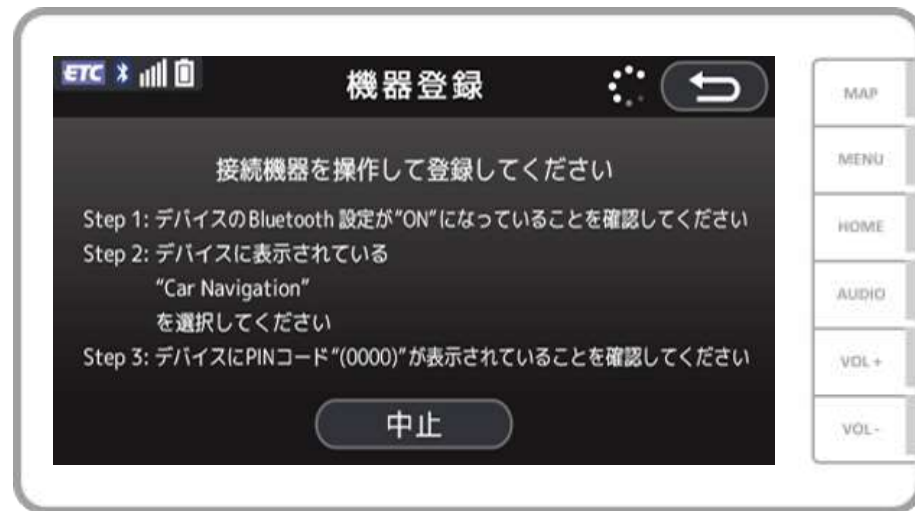 ETC
機器登録
接続機器を操作して登録してください
Step 1: デバイスのBluetooth 設定が"ON"になっていることを確認してください
Step 2: デバイスに表示されている
"Car Navigation"
を選択してください
Step 3: デバイスにPINコード"(0000)"が表示されていることを確認してください
中止
MAP
MENU
HOME
AUDIO
VOL +
VOL -